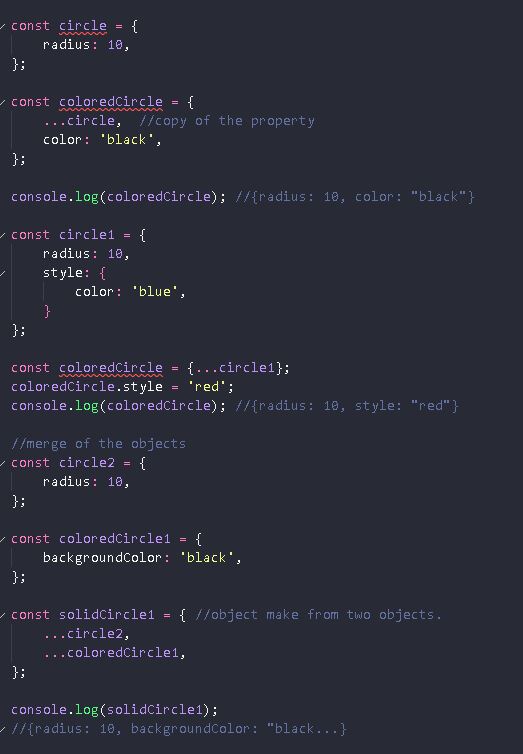 const circle = {
    radius: 10,
};

const coloredCircle = {
    ...circle,  //copy of the property
    color: 'black',
};

console.log(coloredCircle); //{radius: 10, color: "black"}

const circle1 = {
    radius: 10,
    style: {
        color: 'blue',
    }
};

const coloredCircle = {...circle1};
coloredCircle.style = 'red';
console.log(coloredCircle); //{radius: 10, style: "red"}

//merge of the objects
const circle2 = {
    radius: 10,
};

const coloredCircle1 = {
    backgroundColor: 'black',
};

const solidCircle1 = { //object make from two objects.
    ...circle2,
    ...coloredCircle1,
};

console.log(solidCircle1);
//{radius: 10, backgroundColor: "black...}